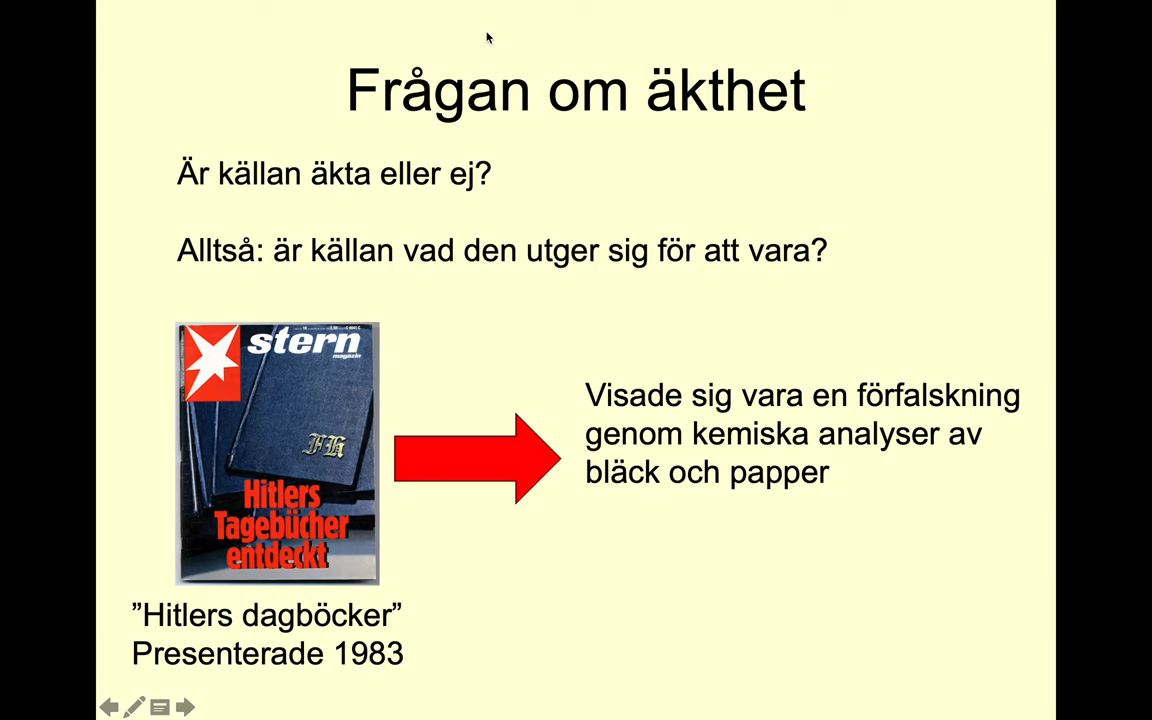 Frågan om äkthet
Är källan äkta eller ej?
Alltså: är källan vad den utger sig för att vara?
stern
magazin
FH
Hitlers
Tagebücher
entdeckt
Visade sig vara en förfalskning
genom kemiska analyser av
bläck och papper
”Hitlers dagböcker”
Presenterade 1983